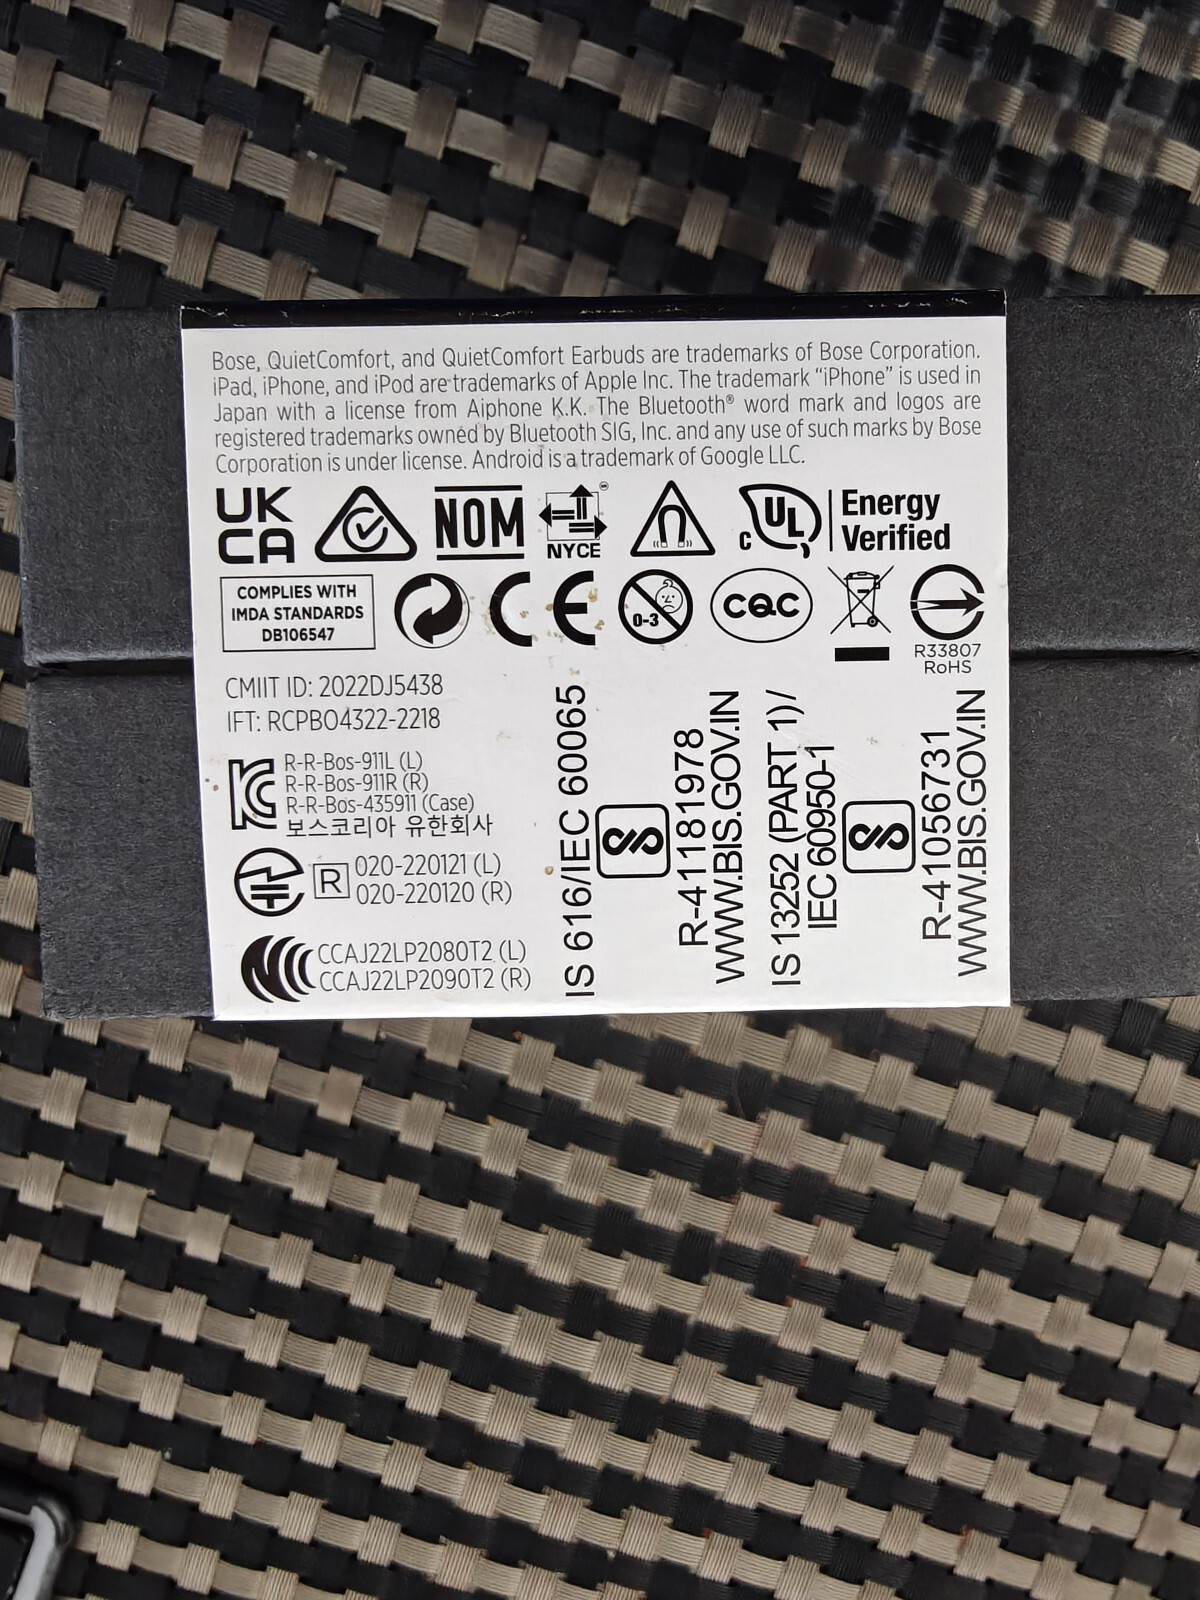 Bose, QuietComfort, and QuietComfort Earbuds are trademarks of Bose Corporation.
iPad, iPhone, and iPod are trademarks of Apple Inc. The trademark “iPhone” is used in
Japan with a license from Aiphone K.K. The Bluetooth® word mark and logos are
registered trademarks owned by Bluetooth SIG, Inc. and any use of such marks by Bose
Corporation is under license. Android is a trademark of Google LLC.
UK
CA
NOM
NYCE
c UL Energy
Verified
COMPLIES WITH
IMDA STANDARDS
DB106547
CE
0-3
CQC
R33807
RoHS
CMIIT ID: 2022DJ5438
IFT: RCPBO4322-2218
R-R-Bos-911L (L)
R-R-Bos-911R (R)
R-R-Bos-435911 (Case)
보스코리아 유한회사
R
020-220121 (L)
020-220120 (R)
CCAJ22LP2080T2 (L)
CCAJ22LP2090T2 (R)
IS 616/IEC 60065
R-41181978
WWW.BIS.GOV.IN
IS 13252 (PART 1)/
IEC 60950-1
R-41056731
WWW.BIS.GOV.IN